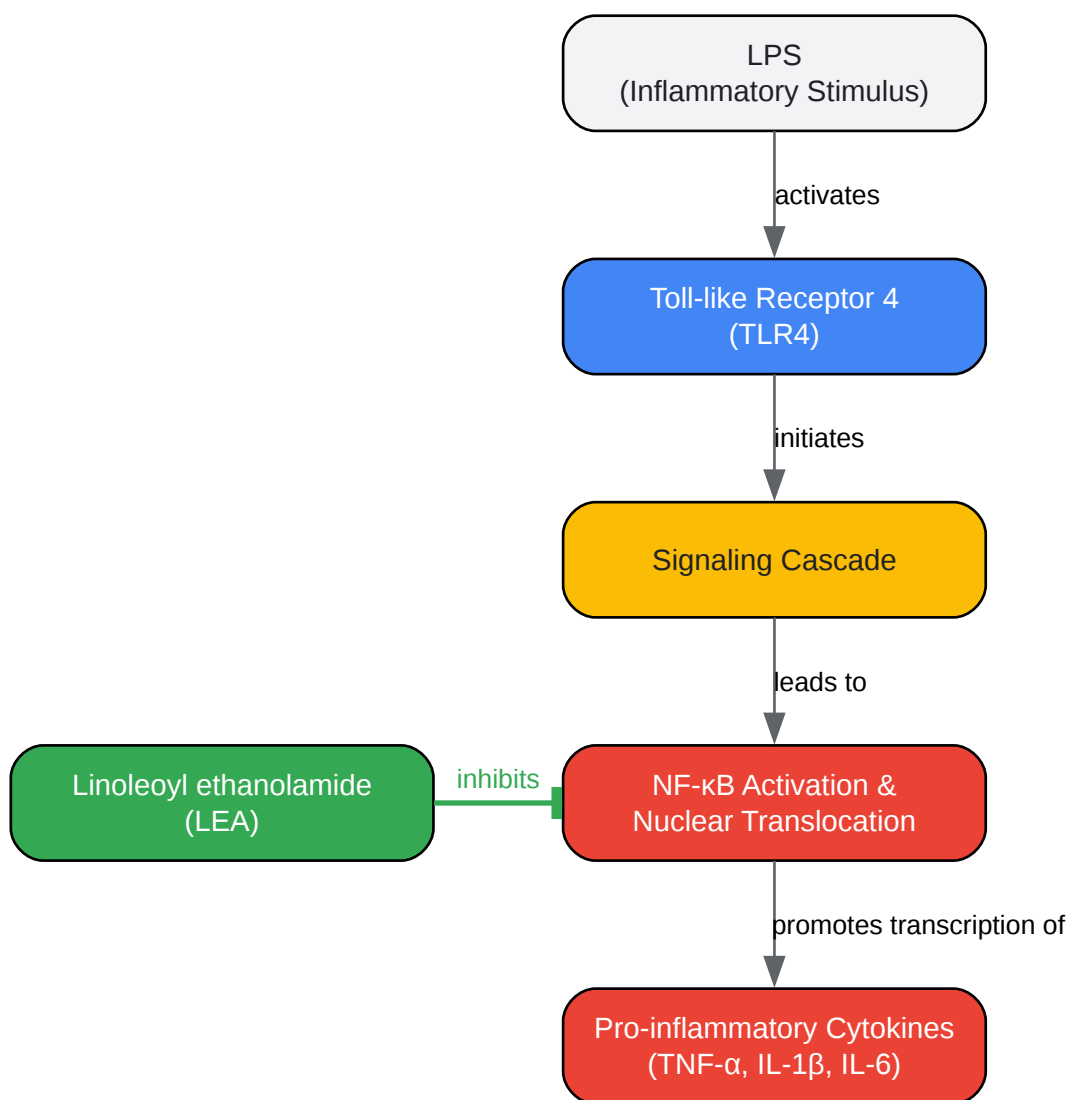 LPS
(Inflammatory Stimulus)
activates
Toll-like Receptor 4
(TLR4)
initiates
Signaling Cascade
leads to
Linoleoyl ethanolamide
(LEA)
inhibits
NF-κB Activation &
Nuclear Translocation
promotes transcription of
Pro-inflammatory Cytokines
(TNF-α, IL-1β, IL-6)